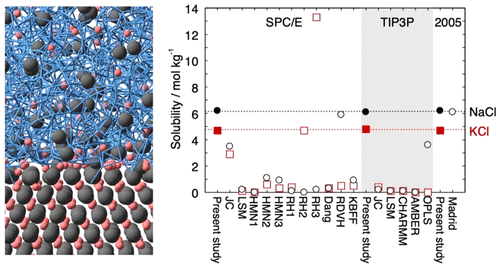 SPC/E
TIP3P
2005
Solubility / mol kg⁻¹
14
12
10
8
6
4
2
0
NaCl
KCl
Present study
JC
LSM
HMN1
HMN2
HMN3
RH1
RH2
RH3
Dang
RDVH
KBFF
Present study
JC
LSM
CHARMM
AMBER
OPLS
Present study
Madrid